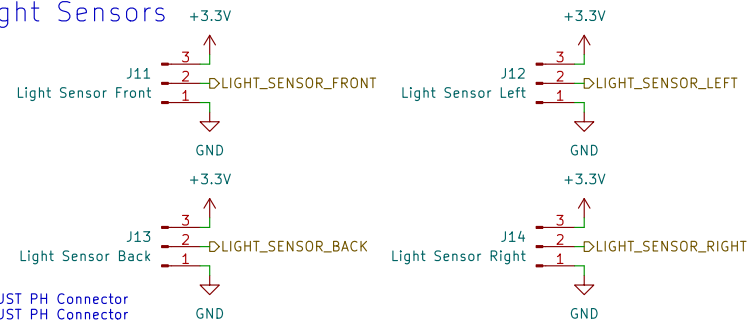 ght Sensors
+3.3V
3
J11
2
LIGHT_SENSOR_FRONT
Light Sensor Front
1
GND
+3.3V
3
J12
2
LIGHT_SENSOR_LEFT
Light Sensor Left
1
GND
+3.3V
3
J13
2
LIGHT_SENSOR_BACK
Light Sensor Back
1
GND
+3.3V
3
J14
2
LIGHT_SENSOR_RIGHT
Light Sensor Right
1
GND
UST PH Connector
UST PH Connector